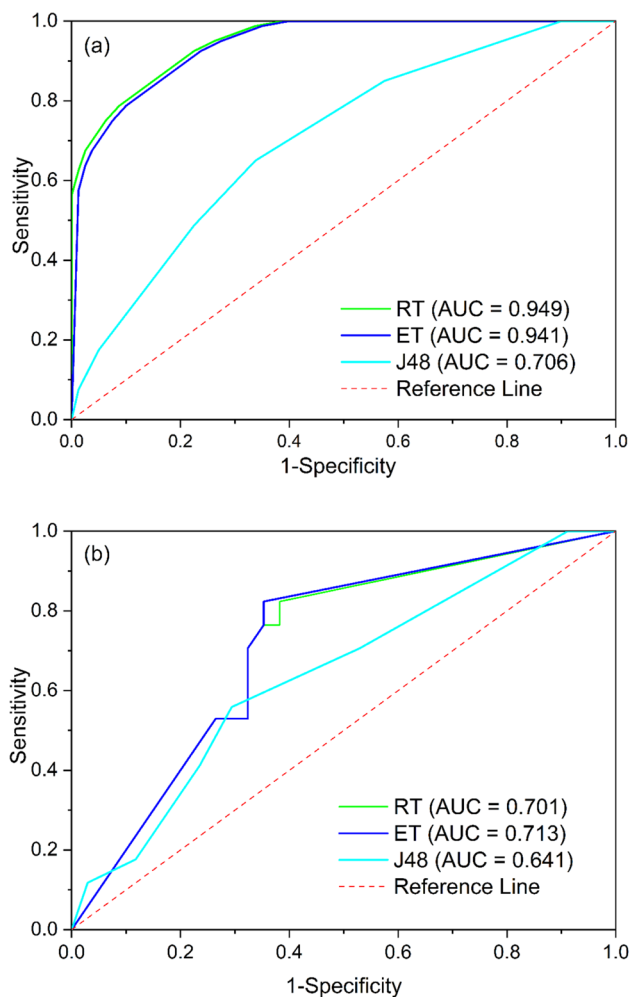 (a)
1.0
0.8
0.6
0.4
0.2
0.0
Sensitivity
RT (AUC = 0.949)
ET (AUC = 0.941)
J48 (AUC = 0.706)
Reference Line
0.0 0.2 0.4 0.6 0.8 1.0
1-Specificity
(b)
1.0
0.8
0.6
0.4
0.2
0.0
Sensitivity
RT (AUC = 0.701)
ET (AUC = 0.713)
J48 (AUC = 0.641)
Reference Line
0.0 0.2 0.4 0.6 0.8 1.0
1-Specificity